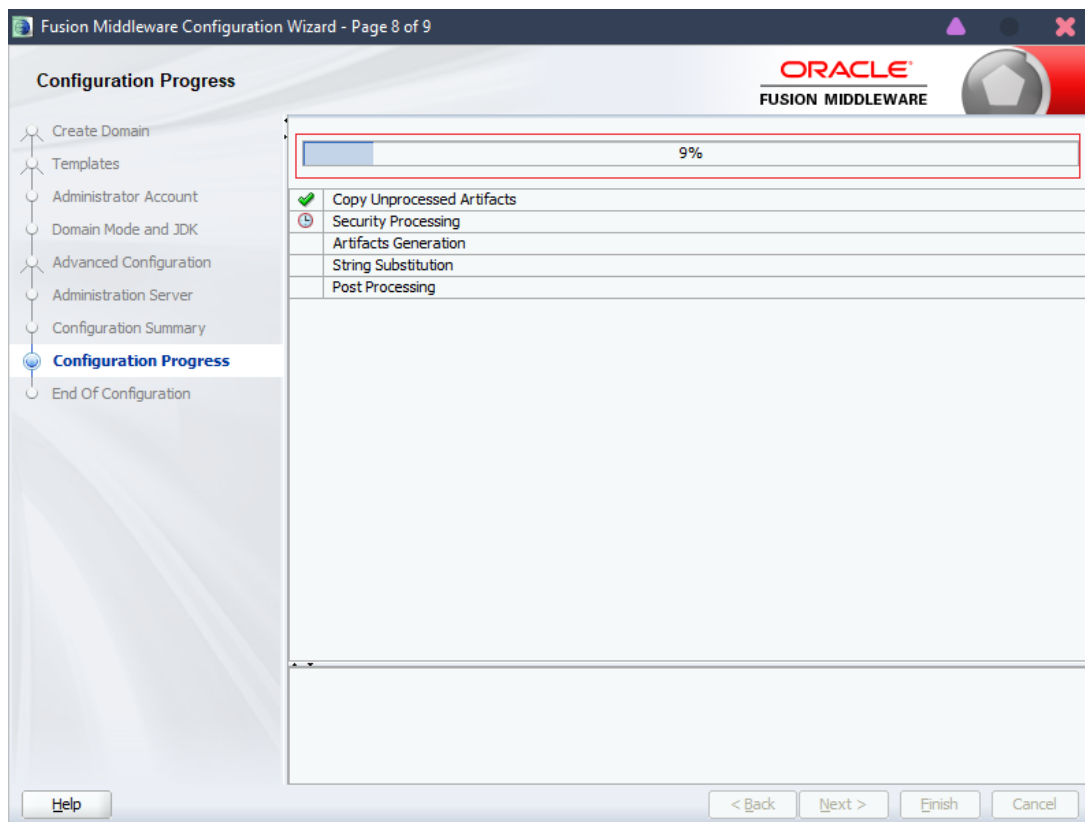 Fusion Middleware Configuration Wizard - Page 8 of 9
Configuration Progress
ORACLE
FUSION MIDDLEWARE
Create Domain
Templates
Administrator Account
Domain Mode and JDK
Advanced Configuration
Administration Server
Configuration Summary
Configuration Progress
End Of Configuration
9%
Copy Unprocessed Artifacts
Security Processing
Artifacts Generation
String Substitution
Post Processing
Help
< Back
Next >
Finish
Cancel